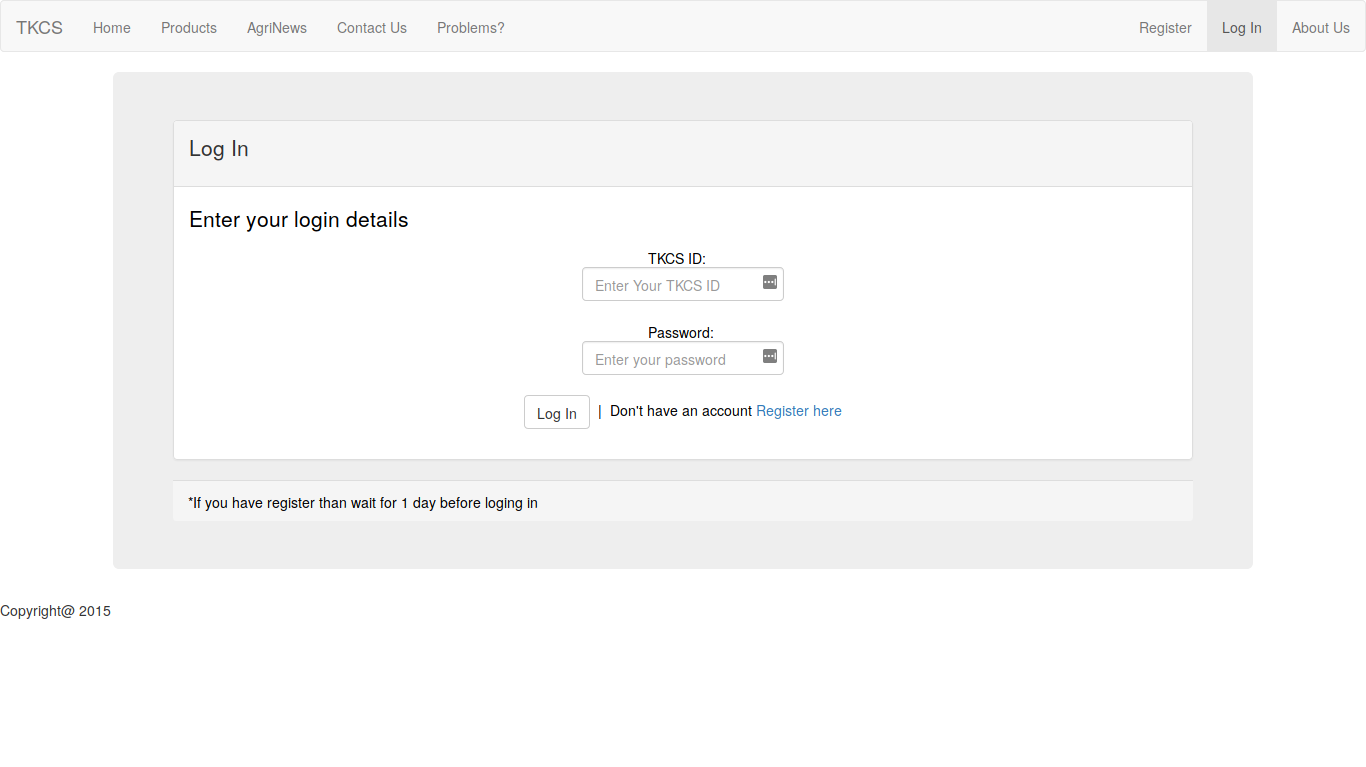 TKCS Home Products AgriNews Contact Us Problems? Register Log In About Us
Log In
Enter your login details
TKCS ID:
Enter Your TKCS ID
Password:
Enter your password
Log In | Don't have an account Register here
*If you have register than wait for 1 day before loging in
Copyright@ 2015